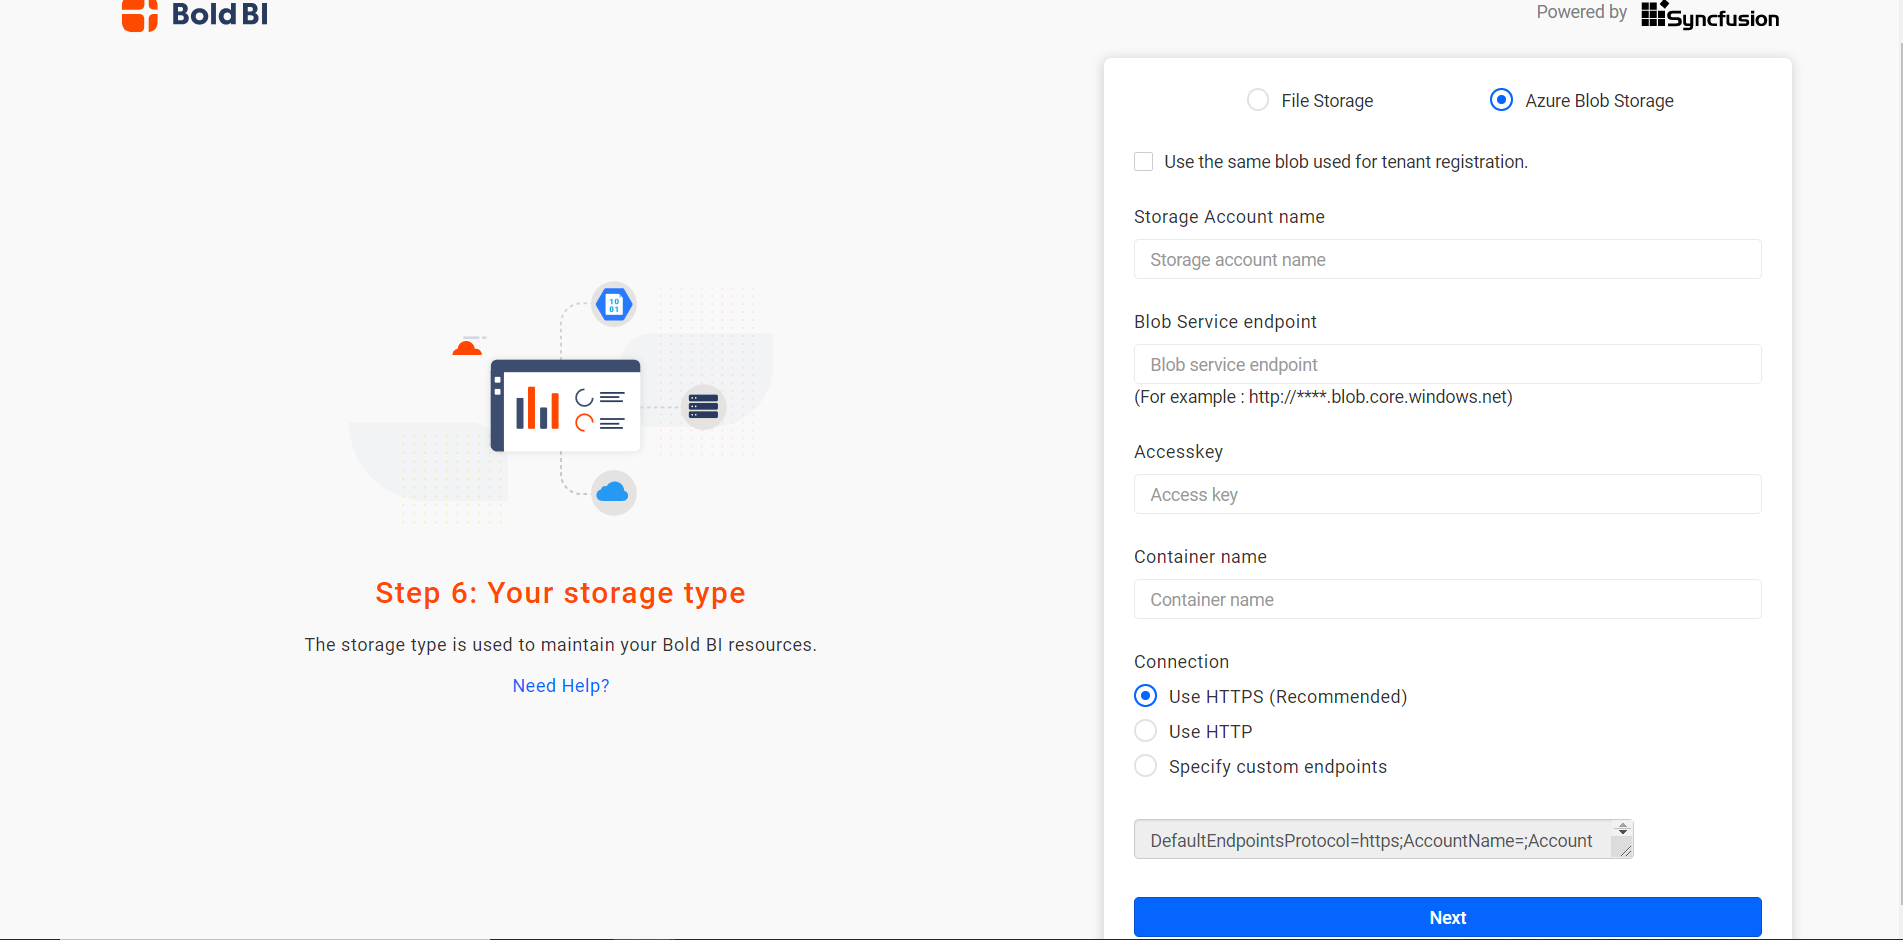 Bold BI
Powered by Syncfusion
File Storage
Azure Blob Storage
Use the same blob used for tenant registration.
Storage Account name
Storage account name
Blob Service endpoint
Blob service endpoint
(For example : http://****.blob.core.windows.net)
Accesskey
Access key
Container name
Container name
Connection
Use HTTPS (Recommended)
Use HTTP
Specify custom endpoints
DefaultEndpointsProtocol=https;AccountName=;Account
Next
10
01
Step 6: Your storage type
The storage type is used to maintain your Bold BI resources.
Need Help?